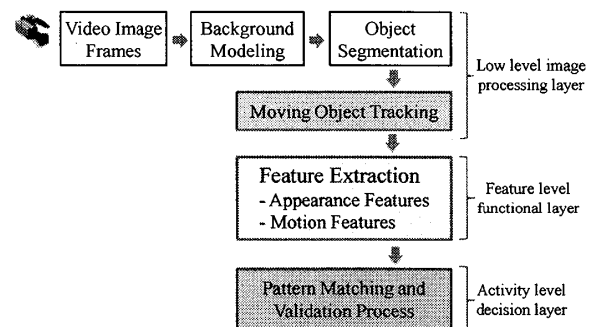 Video Image
Frames
Background
Modeling
Object
Segmentation
Low level image
processing layer
Moving Object Tracking
Feature Extraction
- Appearance Features
- Motion Features
Feature level
functional layer
Pattern Matching and
Validation Process
Activity level
decision layer